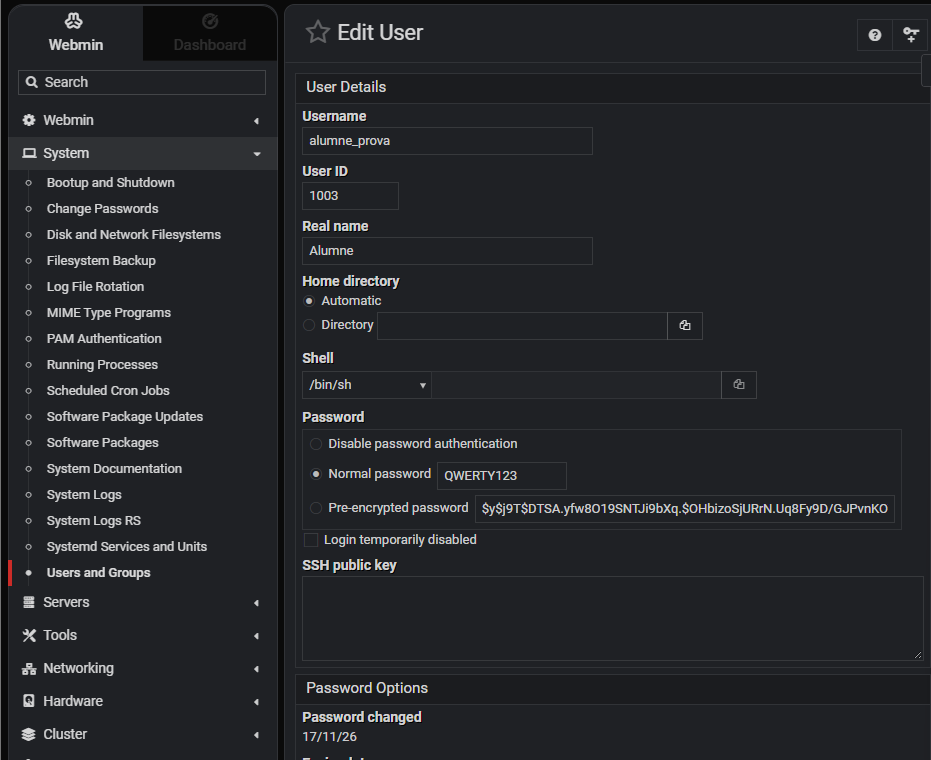 Webmin
Dashboard
Search
Webmin
System
Bootup and Shutdown
Change Passwords
Disk and Network Filesystems
Filesystem Backup
Log File Rotation
MIME Type Programs
PAM Authentication
Running Processes
Scheduled Cron Jobs
Software Package Updates
Software Packages
System Documentation
System Logs
System Logs RS
Systemd Services and Units
Users and Groups
Servers
Tools
Networking
Hardware
Cluster
Edit User
User Details
Username
alumne_prova
User ID
1003
Real name
Alumne
Home directory
Automatic
Directory
Shell
/bin/sh
Password
Disable password authentication
Normal password QWERTY123
Pre-encrypted password $y$j9T$DTSA.yfw8O19SNTJi9bXq.$OHbizoSjURrN.Uq8Fy9D/GJPvnKO
Login temporarily disabled
SSH public key
Password Options
Password changed
17/11/26